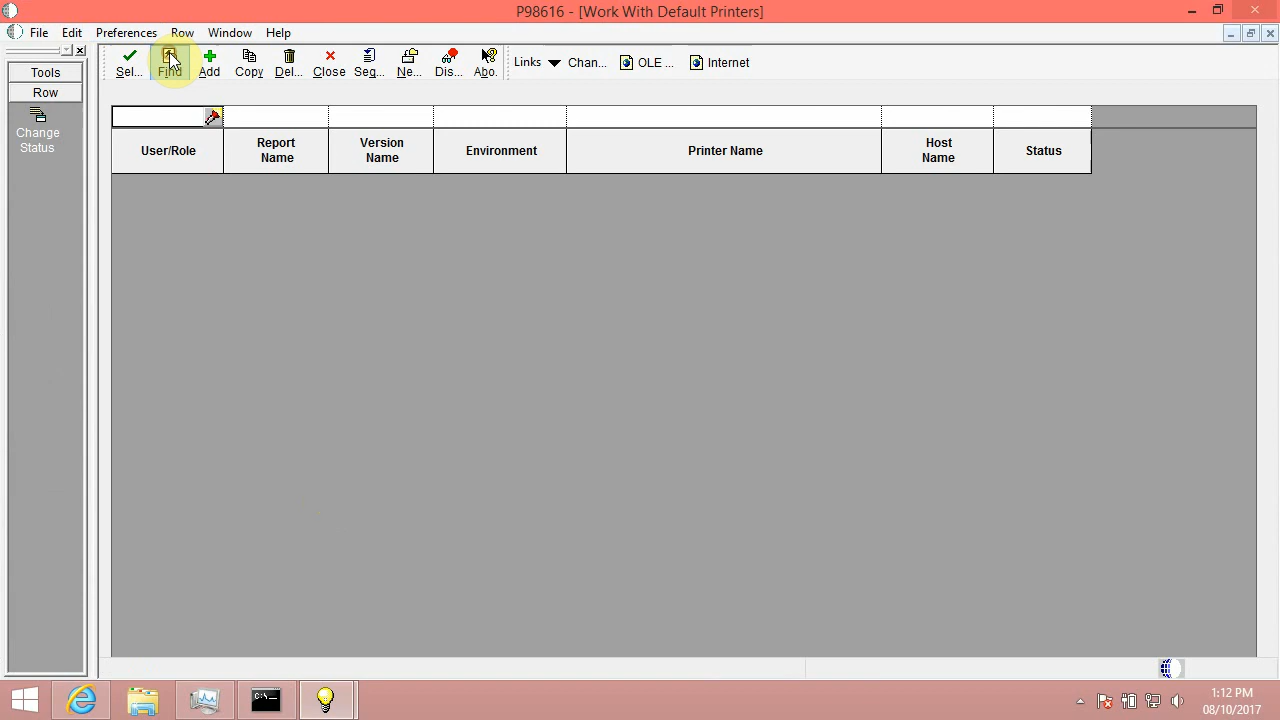 P98616 - [Work With Default Printers]
File Edit Preferences Row Window Help
Tools
Row
Change
Status
Sel... Find Add Copy Del... Close Seq... Ne... Dis... Abo. Links Chan... OLE ... Internet
User/Role Report Name Version Name Environment Printer Name Host Name Status
C:\.
1:12 PM
08/10/2017